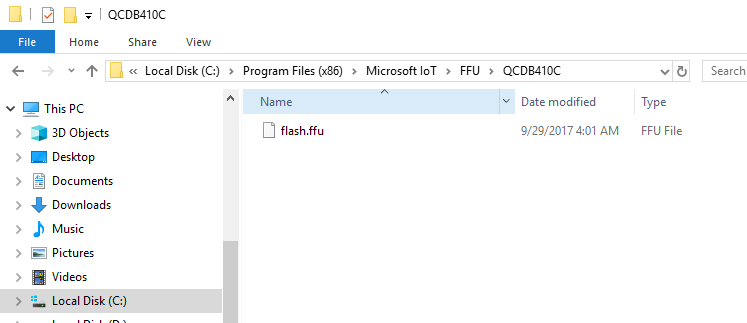 QCDB410C
File Home Share View
« Local Disk (C:) > Program Files (x86) > Microsoft IoT > FFU > QCDB410C Search
This PC
3D Objects
Desktop
Documents
Downloads
Music
Pictures
Videos
Local Disk (C:)
Name Date modified Type
flash.ffu 9/29/2017 4:01 AM FFU File